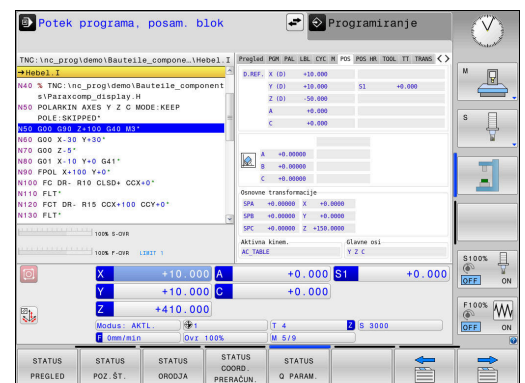 Potek programa, posam. blok
Programiranje
TNC:\nc_prog\demo\Bauteile_compone…\Hebel.I
→Hebel.I
N40 % TNC:\nc_prog\demo\Bauteile_component
s\Paraxcomp_display.H
N50 POLARKIN AXES Y Z C MODE:KEEP
POLE:SKIPPED*
N50 G00 G90 Z+100 G40 M3*
N60 G00 X-30 Y+30*
N70 G00 Z-5*
N80 G01 X-10 Y+0 G41*
N90 FPOL X+100 Y+0*
N100 FC DR- R10 CLSD+ CCX+0*
N110 FLT*
N120 FCT DR- R15 CCX+100 CCY+0*
N130 FLT*
100% S-OVR
100% F-OVR LIMIT 1
Pregled PGM PAL LBL CYC M POS POS HR TOOL TT TRANS
D.REF. X (D) +10.000
Y (D) +10.000 S1 +0.000
Z (D) -50.000
A +0.000
C +0.000
A +0.00000
B +0.00000
C +0.00000
Osnovne transformacije
SPA +0.00000 X +0.0000
SPB +0.00000 Y +0.0000
SPC +0.00000 Z +150.0000
Aktivna kinem. Glavne osi
AC_TABLE Y Z C
X +10.000 A +0.000 S1 +0.000
Y +10.000 C +0.000
Z +410.000
Modus: AKTL. 1 T 4 Z S 3000
F 0mm/min Ovr 100% M 5/9
M
S
S100%
OFF ON
F100%
OFF ON
STATUS PREGLED
STATUS POZ.ŠT.
STATUS ORODJA
STATUS COORD. PRERAČUN.
STATUS Q PARAM.